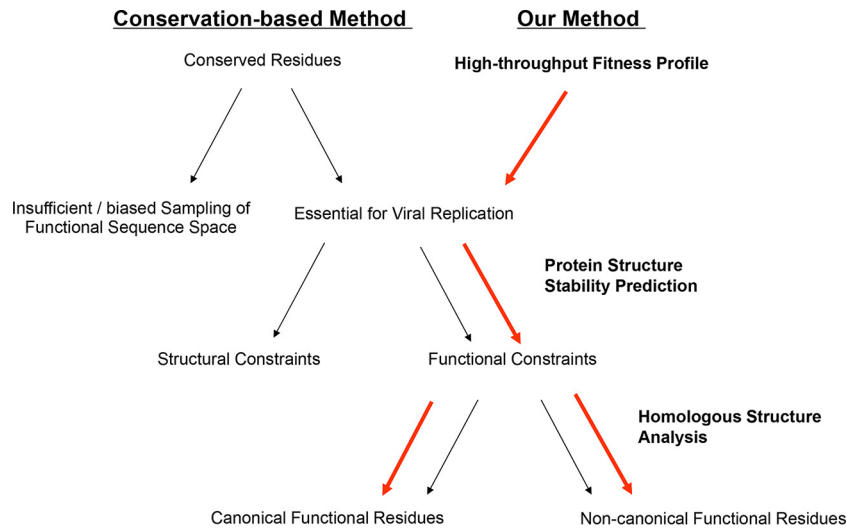 Conservation-based Method
Our Method
Conserved Residues
High-throughput Fitness Profile
Insufficient / biased Sampling of
Functional Sequence Space
Essential for Viral Replication
Protein Structure
Stability Prediction
Structural Constraints
Functional Constraints
Homologous Structure
Analysis
Canonical Functional Residues
Non-canonical Functional Residues